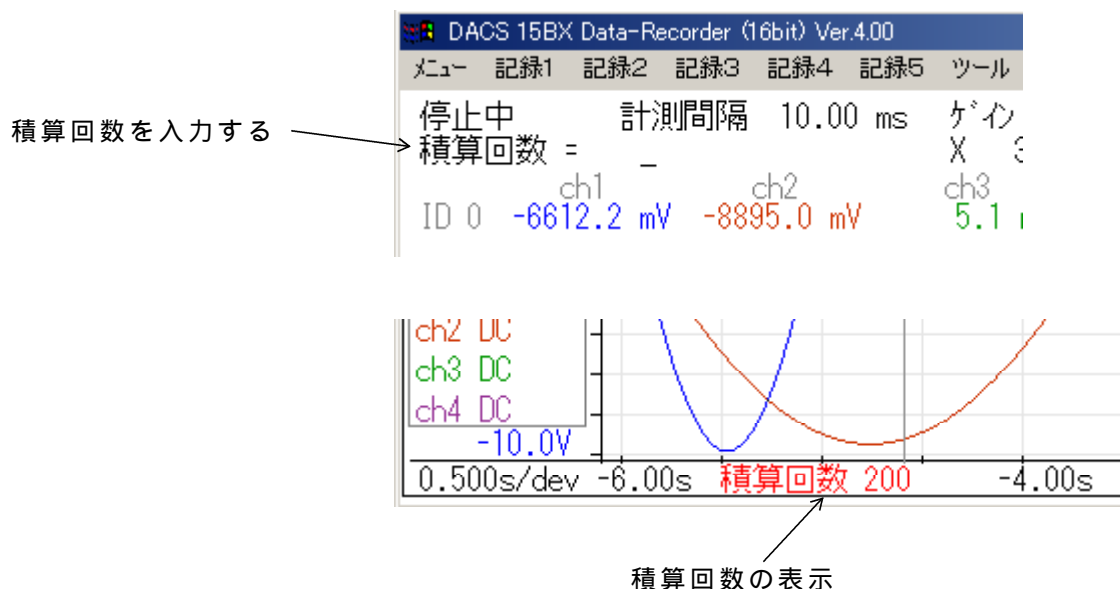 DACS 15BX Data-Recorder (16bit) Ver.4.00
メニュー 記録1 記録2 記録3 記録4 記録5 ツール
停止中 計測間隔 10.00 ms ゲイン
積算回数を入力する
積算回数 = _ X 3
ch1 ch2 ch3
ID 0 -6612.2 mV -8895.0 mV 5.1
ch2 DC
ch3 DC
ch4 DC
-10.0V
0.500s/dev -6.00s 積算回数 200 -4.00s
積算回数の表示